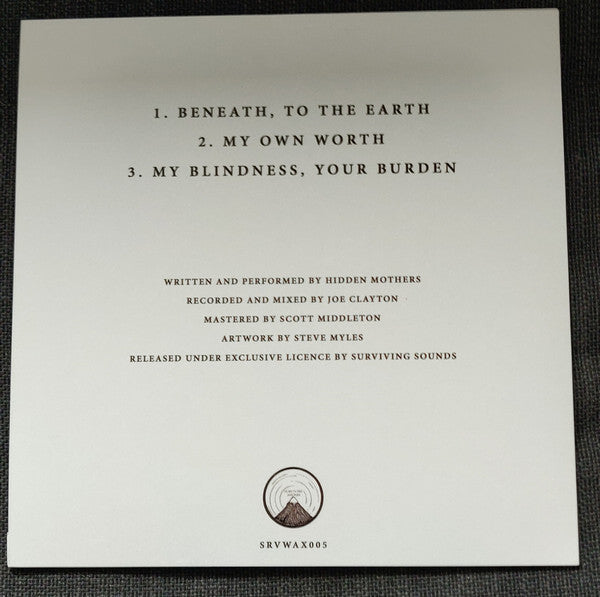 1. BENEATH, TO THE EARTH
2. MY OWN WORTH
3. MY BLINDNESS, YOUR BURDEN
WRITTEN AND PERFORMED BY HIDDEN MOTHERS
RECORDED AND MIXED BY JOE CLAYTON
MASTERED BY SCOTT MIDDLETON
ARTWORK BY STEVE MYLES
RELEASED UNDER EXCLUSIVE LICENCE BY SURVIVING SOUNDS
SRVWAX005